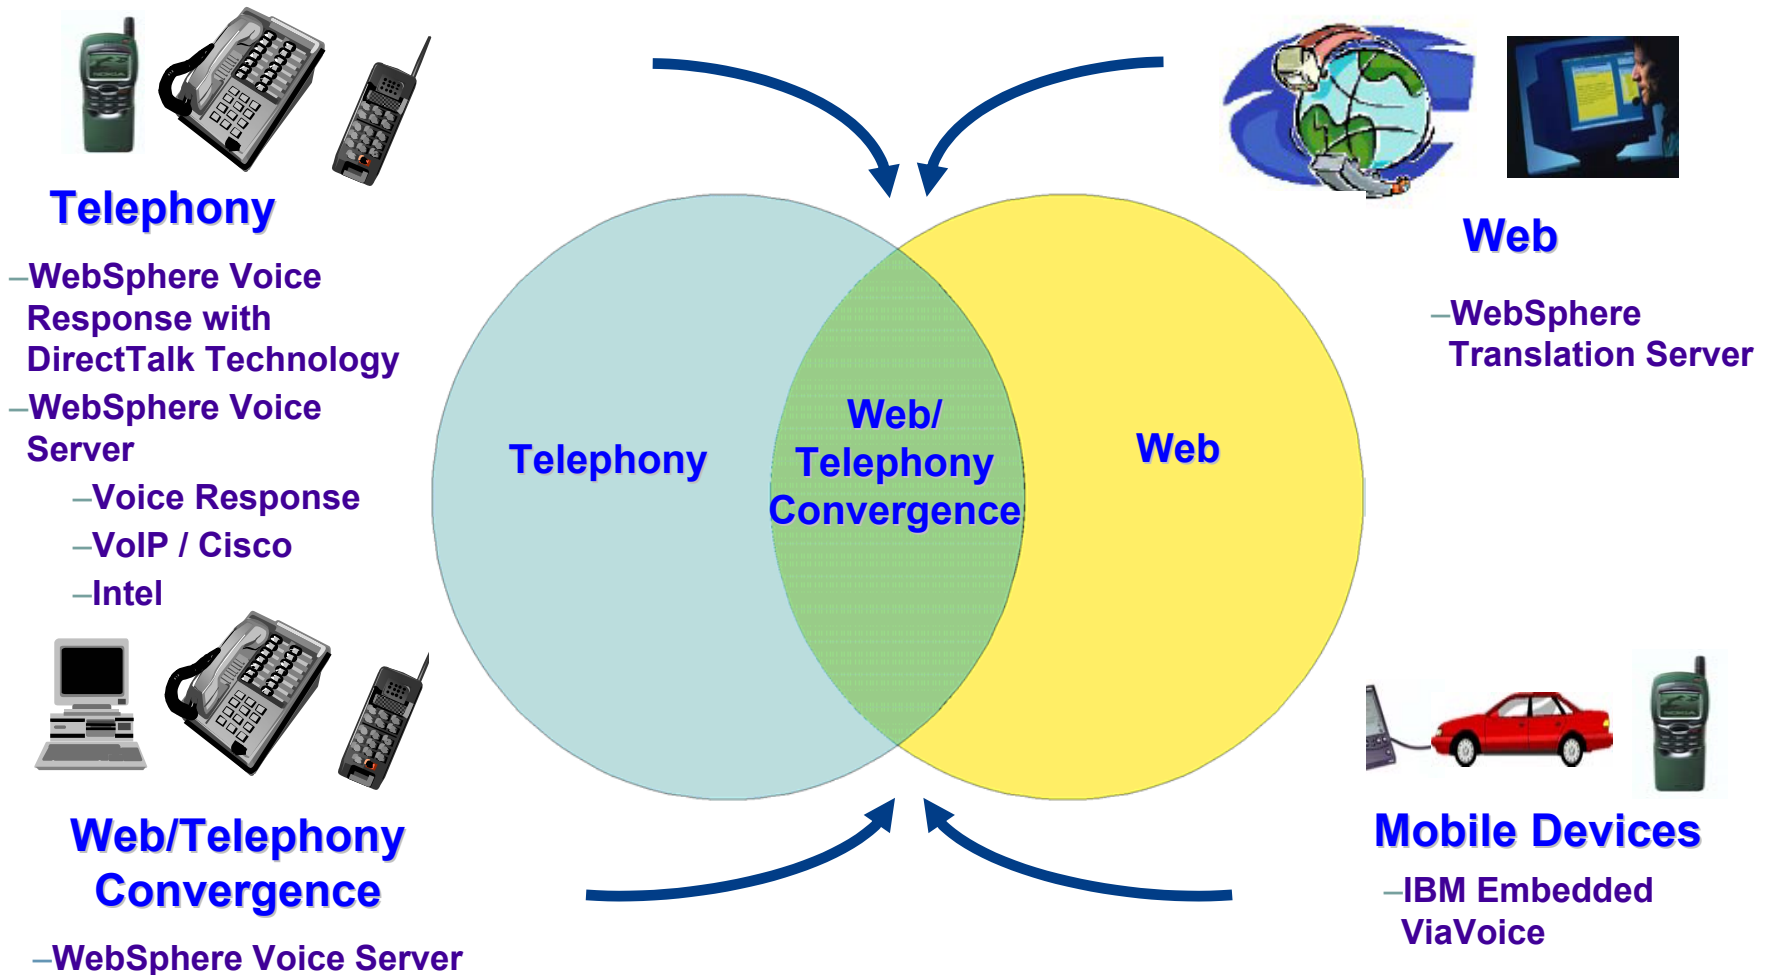 Telephony
–WebSphere Voice
Response with
DirectTalk Technology
–WebSphere Voice
Server
–Voice Response
–VoIP / Cisco
–Intel
Web/Telephony
Convergence
–WebSphere Voice Server
Telephony
Web/
Telephony
Convergence
Web
Web
–WebSphere
Translation Server
Mobile Devices
–IBM Embedded
ViaVoice